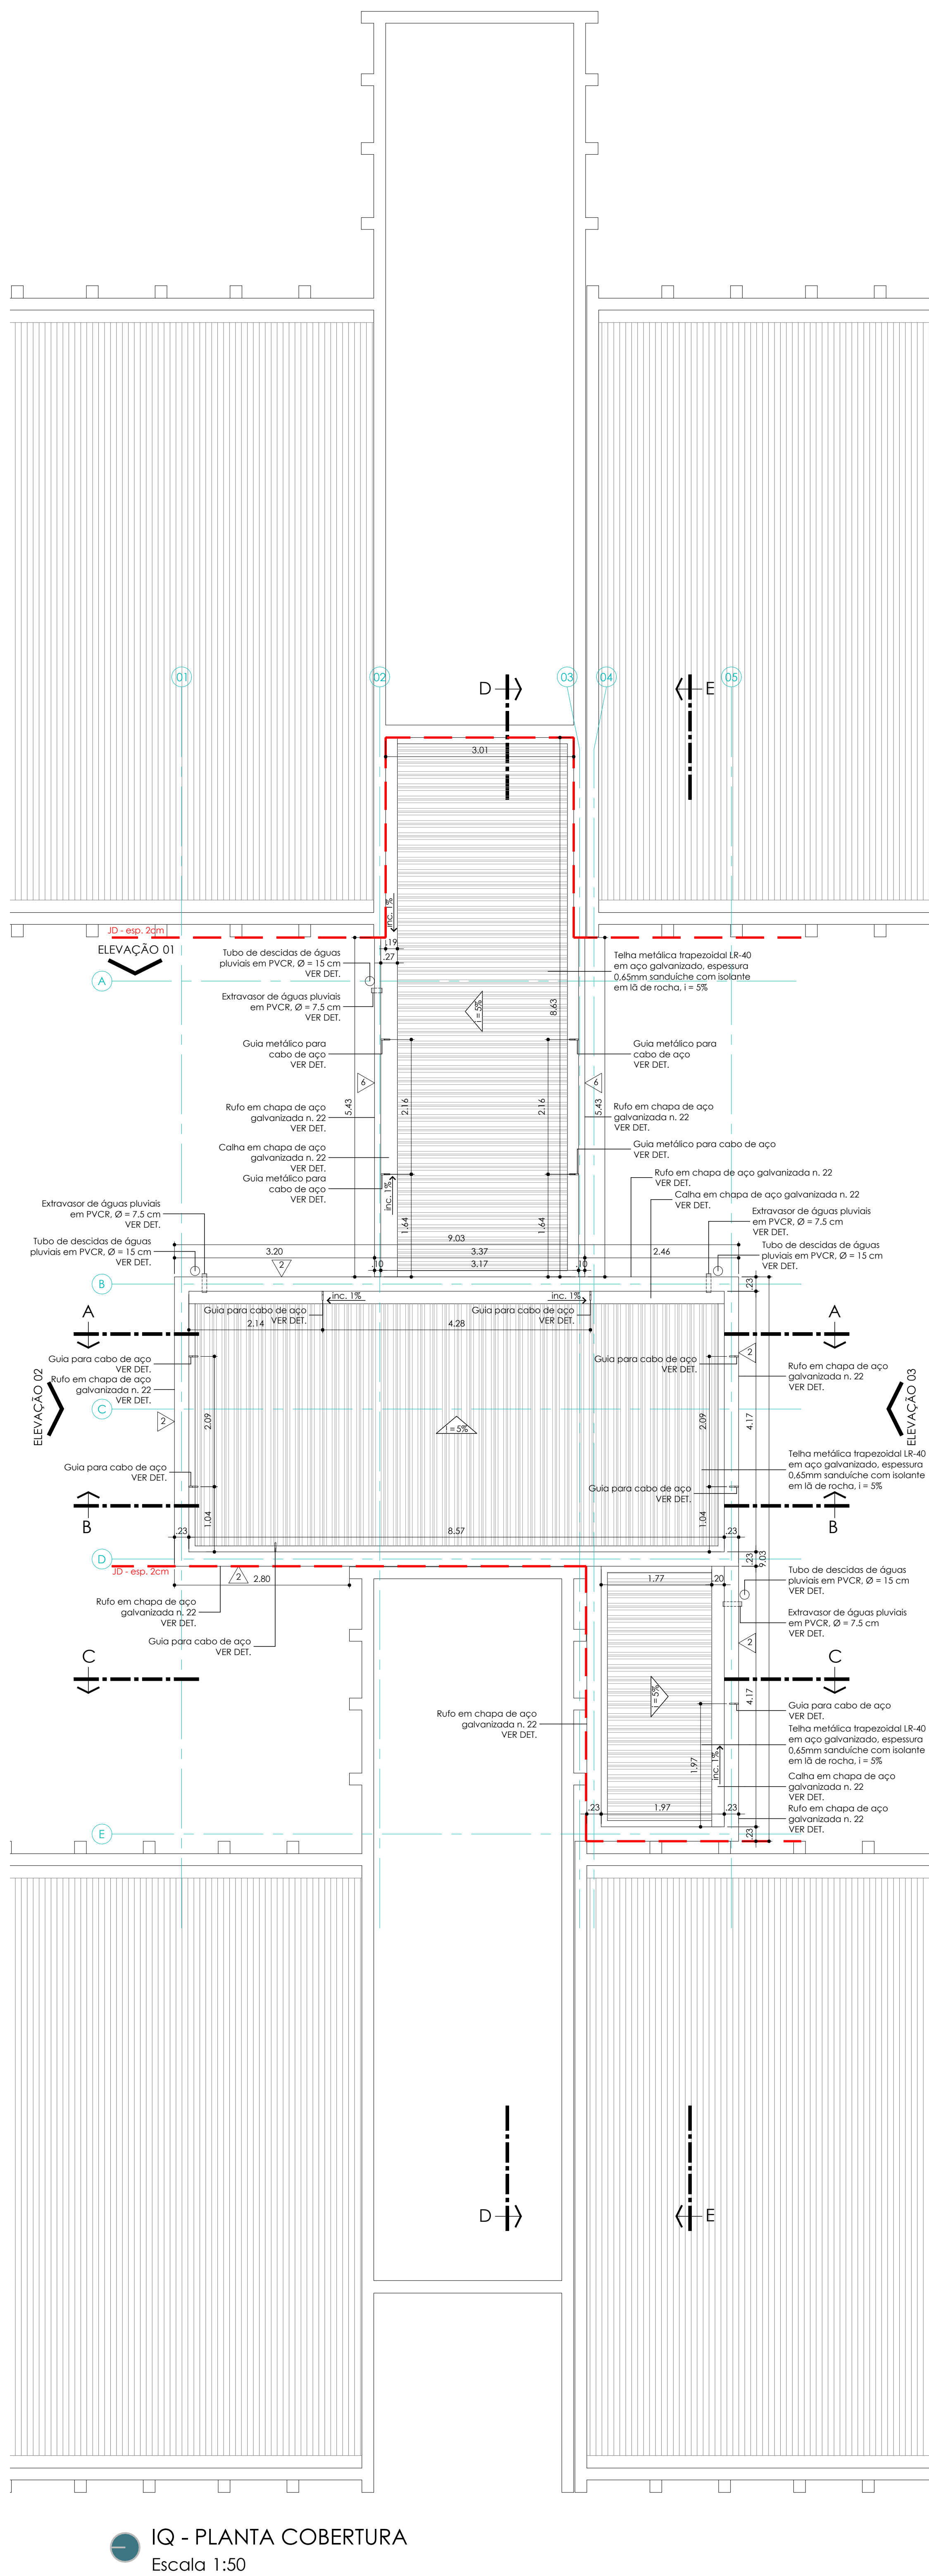 01
02
03
04
05
D
E
3.01
inc. 1%
JD - esp. 2cm
ELEVAÇÃO 01
.19
.27
Tubo de descidas de águas
pluviais em PVCR, Ø = 15 cm
VER DET.
Telha metálica trapezoidal LR-40
em aço galvanizado, espessura
0,65mm sanduíche com isolante
em lã de rocha, i = 5%
A
Extravasor de águas pluviais
em PVCR, Ø = 7.5 cm
VER DET.
i = 5%
8.63
Guia metálico para
cabo de aço
VER DET.
Guia metálico para
cabo de aço
VER DET.
6
6
5.43
2.16
2.16
5.43
Rufo em chapa de aço
galvanizada n. 22
VER DET.
Rufo em chapa de aço
galvanizada n. 22
VER DET.
Calha em chapa de aço
galvanizada n. 22
VER DET.
Guia metálico para cabo de aço
VER DET.
Guia metálico para
cabo de aço
VER DET.
Rufo em chapa de aço galvanizada n. 22
VER DET.
inc. 1%
Calha em chapa de aço galvanizada n. 22
VER DET.
Extravasor de águas pluviais
em PVCR, Ø = 7.5 cm
VER DET.
Extravasor de águas pluviais
em PVCR, Ø = 7.5 cm
VER DET.
1.64
1.64
9.03
Tubo de descidas de águas
pluviais em PVCR, Ø = 15 cm
VER DET.
Tubo de descidas de águas
pluviais em PVCR, Ø = 15 cm
VER DET.
3.20
3.37
2.46
2
.10
3.17
.10
B
.23
inc. 1%
inc. 1%
A
A
Guia para cabo de aço
VER DET.
Guia para cabo de aço
VER DET.
2.14
4.28
Guia para cabo de aço
VER DET.
Guia para cabo de aço
VER DET.
2
Rufo em chapa de aço
galvanizada n. 22
VER DET.
Rufo em chapa de aço
galvanizada n. 22
VER DET.
ELEVAÇÃO 02
ELEVAÇÃO 03
C
2
2.09
i = 5%
2.09
4.17
Telha metálica trapezoidal LR-40
em aço galvanizado, espessura
0,65mm sanduíche com isolante
em lã de rocha, i = 5%
Guia para cabo de aço
VER DET.
Guia para cabo de aço
VER DET.
B
B
1.04
1.04
.23
8.57
.23
D
.23
9.03
JD - esp. 2cm
2
2.80
1.77
.20
Tubo de descidas de águas
pluviais em PVCR, Ø = 15 cm
VER DET.
Rufo em chapa de aço
galvanizada n. 22
VER DET.
Extravasor de águas pluviais
em PVCR, Ø = 7.5 cm
VER DET.
Guia para cabo de aço
VER DET.
2
C
C
i = 5%
4.17
Guia para cabo de aço
VER DET.
Rufo em chapa de aço
galvanizada n. 22
VER DET.
Telha metálica trapezoidal LR-40
em aço galvanizado, espessura
0,65mm sanduíche com isolante
em lã de rocha, i = 5%
1.97
inc. 1%
Calha em chapa de aço
galvanizada n. 22
VER DET.
.23
1.97
.23
Rufo em chapa de aço
galvanizada n. 22
VER DET.
.23
E
D
E
IQ - PLANTA COBERTURA
Escala 1:50